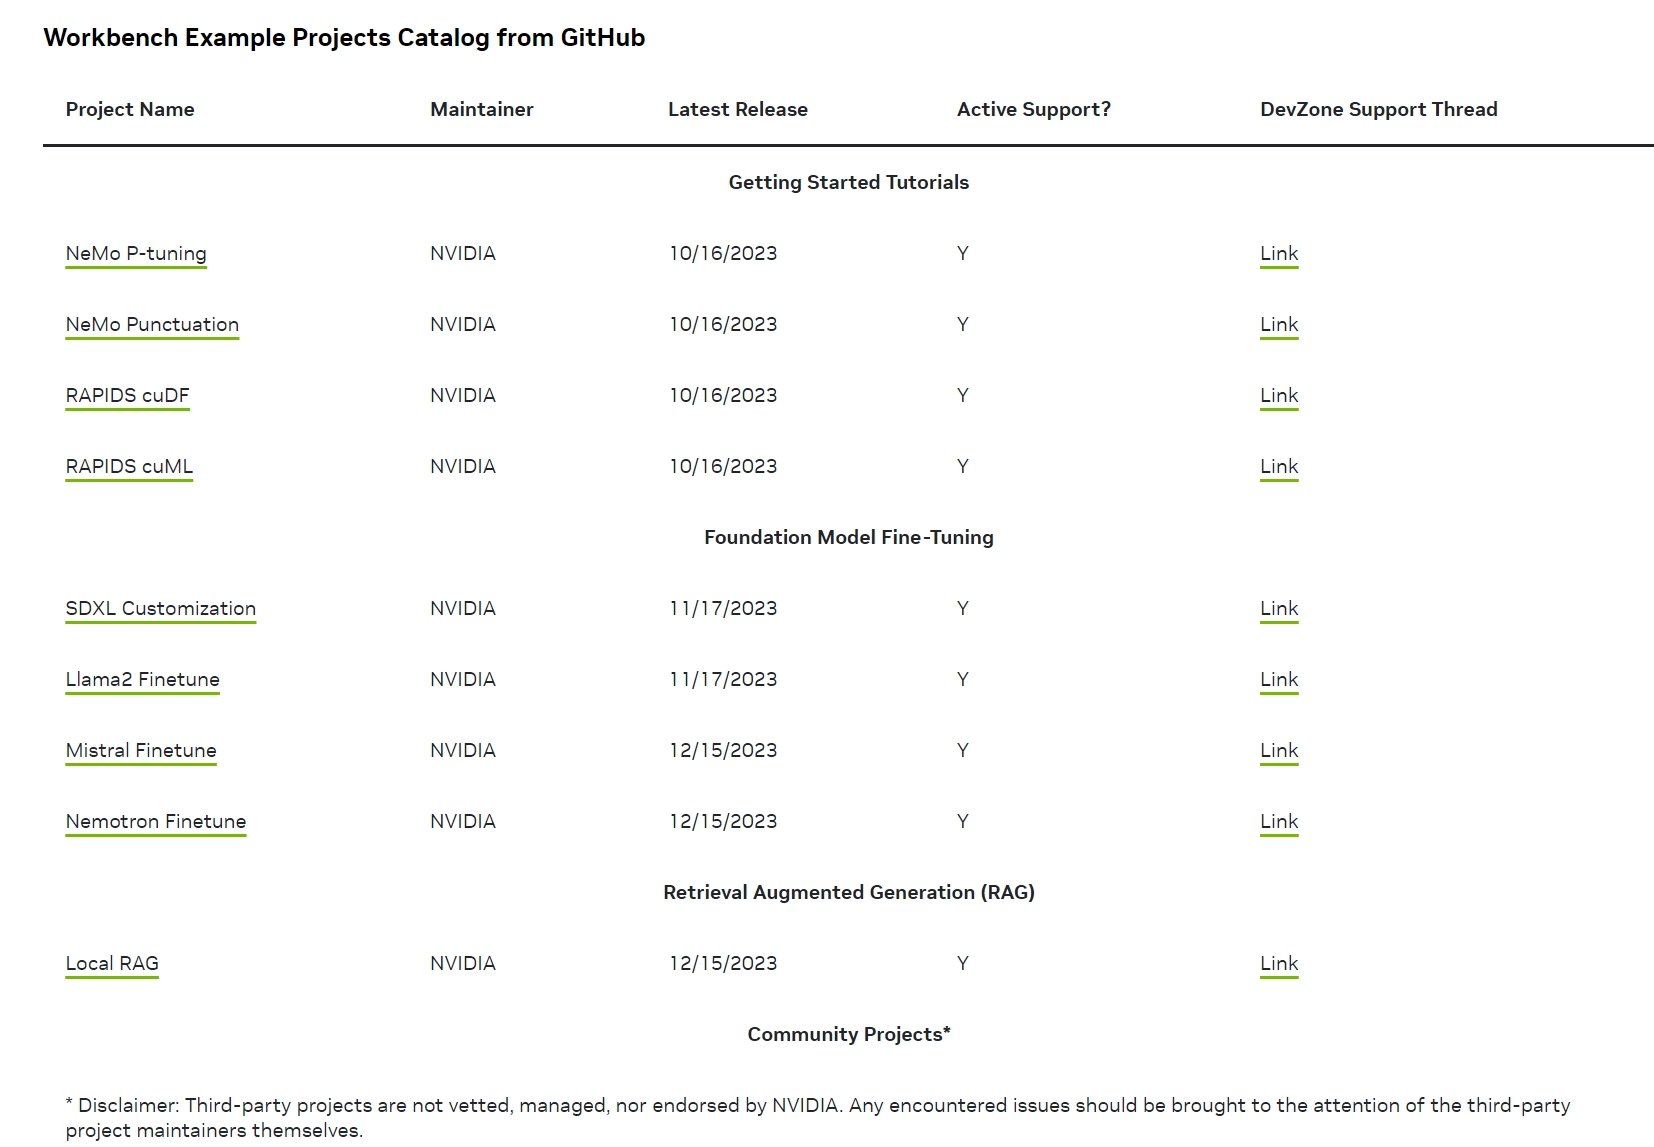 Workbench Example Projects Catalog from GitHub
Project Name Maintainer Latest Release Active Support? DevZone Support Thread
Getting Started Tutorials
NeMo P-tuning NVIDIA 10/16/2023 Y Link
NeMo Punctuation NVIDIA 10/16/2023 Y Link
RAPIDS cuDF NVIDIA 10/16/2023 Y Link
RAPIDS cuML NVIDIA 10/16/2023 Y Link
Foundation Model Fine-Tuning
SDXL Customization NVIDIA 11/17/2023 Y Link
Llama2 Finetune NVIDIA 11/17/2023 Y Link
Mistral Finetune NVIDIA 12/15/2023 Y Link
Nemotron Finetune NVIDIA 12/15/2023 Y Link
Retrieval Augmented Generation (RAG)
Local RAG NVIDIA 12/15/2023 Y Link
Community Projects*
* Disclaimer: Third-party projects are not vetted, managed, nor endorsed by NVIDIA. Any encountered issues should be brought to the attention of the third-party
project maintainers themselves.